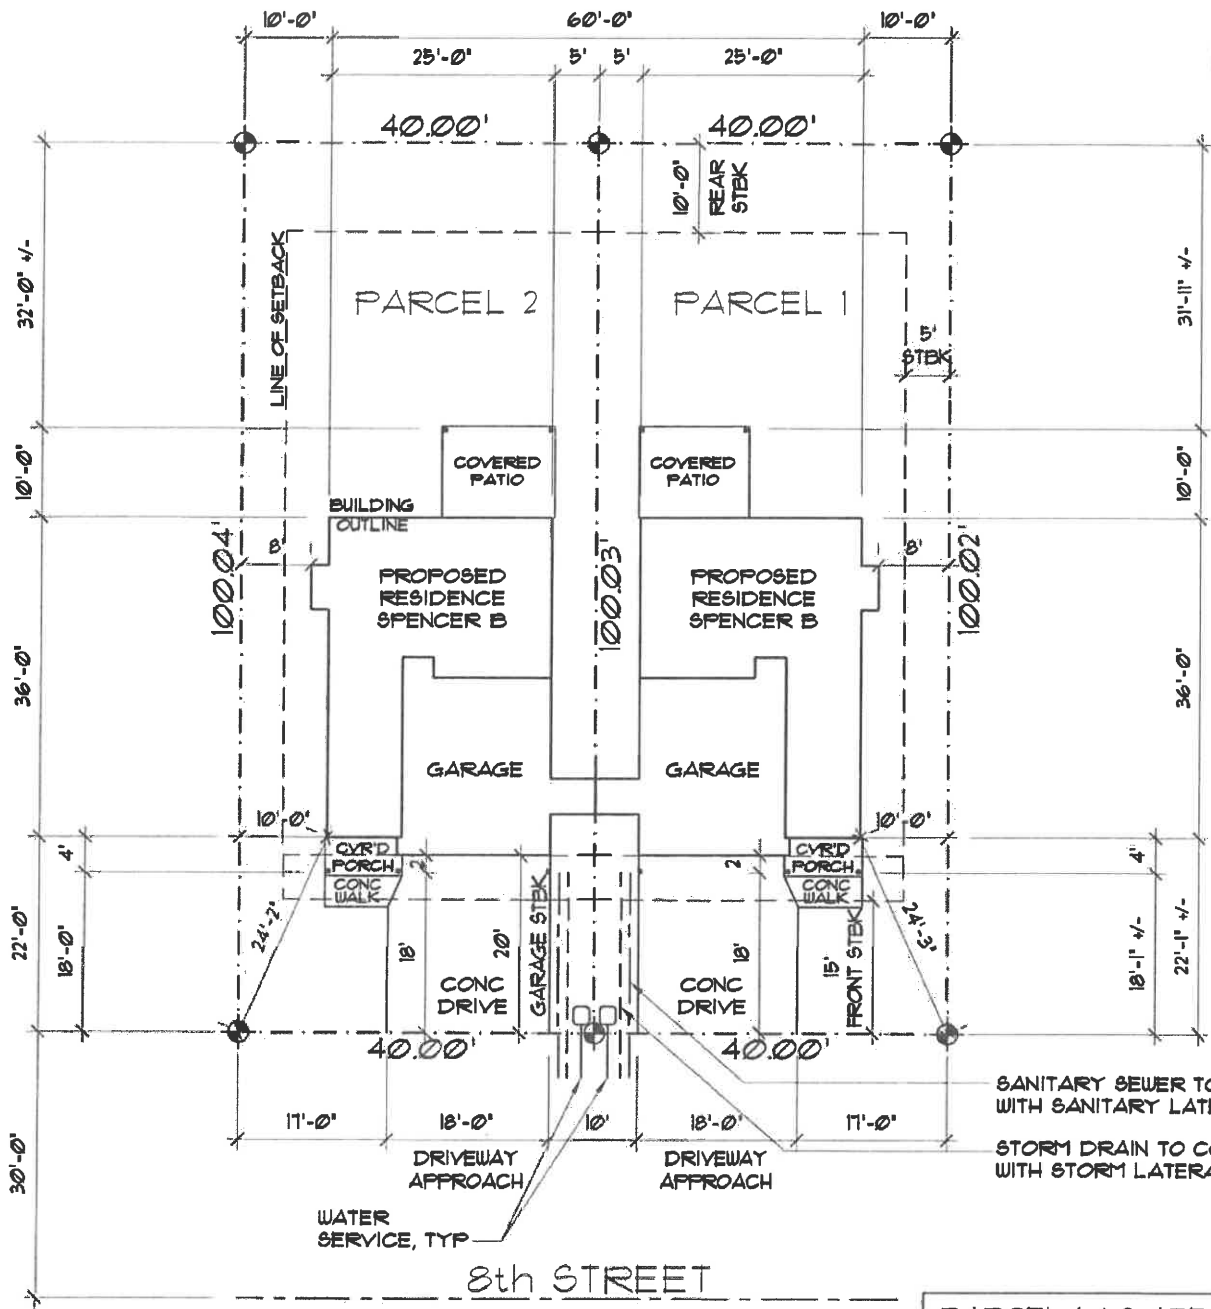 10'-0" 60'-0" 10'-0"
25'-0" 5' 5' 25'-0"
40.00' 40.00'
10'-0"
REAR
STBK
32'-0" +/-
LINE OF SETBACK
PARCEL 2 PARCEL 1
5'
STBK
31'-11" +/-
COVERED
PATIO
COVERED
PATIO
10'-0" 10'-0"
BUILDING
OUTLINE
8' 8'
100.04' 100.03' 100.02'
PROPOSED
RESIDENCE
SPENCER B
PROPOSED
RESIDENCE
SPENCER B
36'-0" 36'-0"
GARAGE GARAGE
10'-0" 10'-0"
4' CVR'D 2' 2' CVR'D 4'
PORCH PORCH
CONC
WALK
CONC
WALK
22'-0" 18'-0" 24'-2" 18' 20' GARAGE STBK 18' 15' FRONT STBK 24'-3" 18'-1" +/- 22'-1" +/-
CONC
DRIVE
CONC
DRIVE
40.00' 40.00'
SANITARY SEWER TO
WITH SANITARY
17'-0" 18'-0" 10' 18'-0" 17'-0"
STORM DRAIN TO
WITH STORM
30'-0"
DRIVEWAY
APPROACH
DRIVEWAY
APPROACH
WATER
SERVICE, TYP
8th STREET